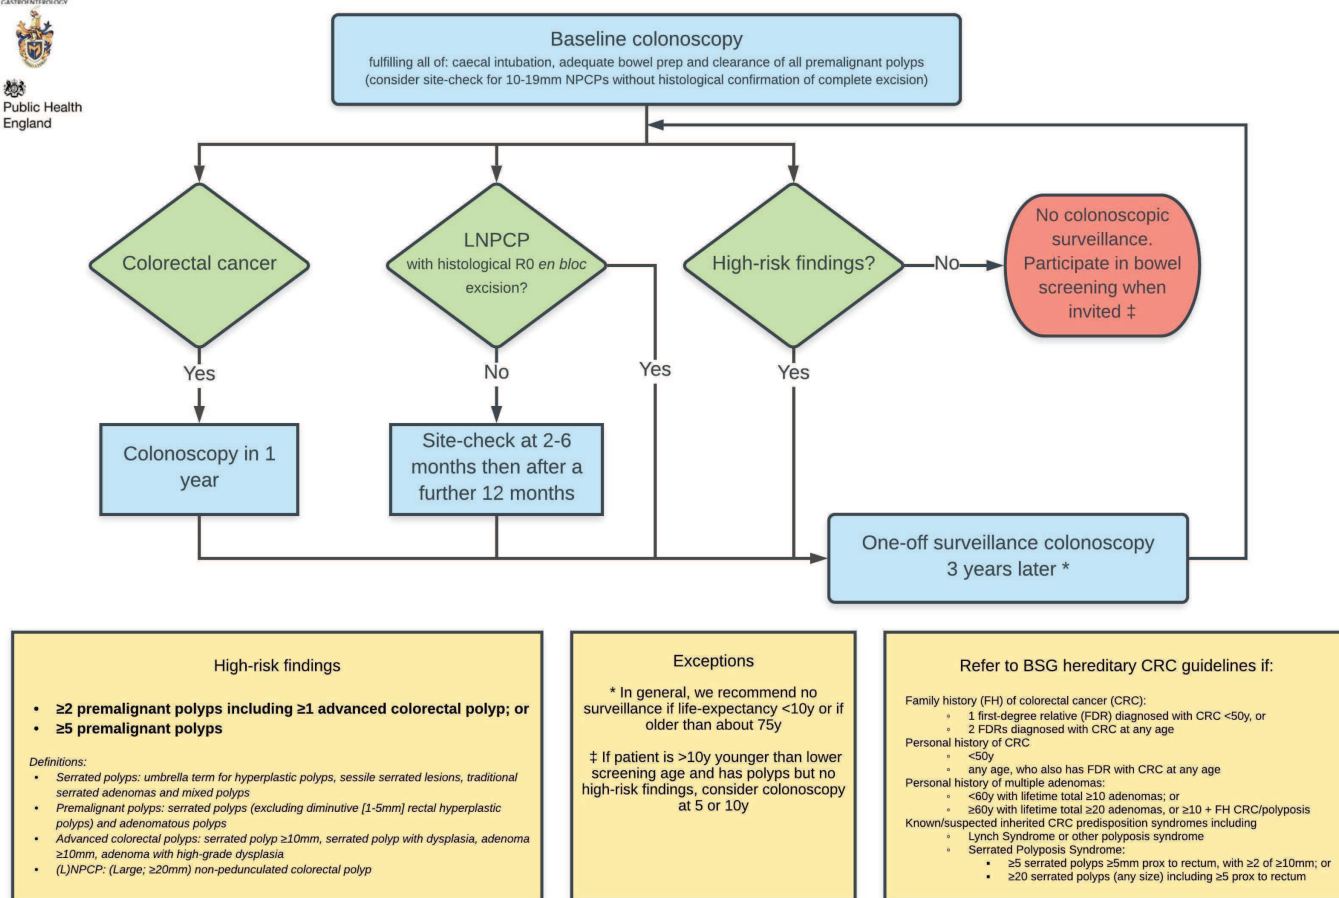 GASTROENTEROLOGY
Public Health
England
Baseline colonoscopy
fulfilling all of: caecal intubation, adequate bowel prep and clearance of all premalignant polyps
(consider site-check for 10-19mm NPCPs without histological confirmation of complete excision)
Colorectal cancer
LNPCP
with histological R0 en bloc
excision?
High-risk findings?
No
No colonoscopic
surveillance.
Participate in bowel
screening when
invited ‡
Yes
No
Yes
Yes
Colonoscopy in 1
year
Site-check at 2-6
months then after a
further 12 months
One-off surveillance colonoscopy
3 years later *
High-risk findings
• ≥2 premalignant polyps including ≥1 advanced colorectal polyp; or
• ≥5 premalignant polyps
Definitions:
• Serrated polyps: umbrella term for hyperplastic polyps, sessile serrated lesions, traditional
serrated adenomas and mixed polyps
• Premalignant polyps: serrated polyps (excluding diminutive [1-5mm] rectal hyperplastic
polyps) and adenomatous polyps
• Advanced colorectal polyps: serrated polyp ≥10mm, serrated polyp with dysplasia, adenoma
≥10mm, adenoma with high-grade dysplasia
• (L)NPCP: (Large; ≥20mm) non-pedunculated colorectal polyp
Exceptions
* In general, we recommend no
surveillance if life-expectancy <10y or if
older than about 75y
‡ If patient is >10y younger than lower
screening age and has polyps but no
high-risk findings, consider colonoscopy
at 5 or 10y
Refer to BSG hereditary CRC guidelines if:
Family history (FH) of colorectal cancer (CRC):
◦ 1 first-degree relative (FDR) diagnosed with CRC <50y, or
◦ 2 FDRs diagnosed with CRC at any age
Personal history of CRC
◦ <50y
◦ any age, who also has FDR with CRC at any age
Personal history of multiple adenomas:
◦ <60y with lifetime total ≥10 adenomas; or
◦ ≥60y with lifetime total ≥20 adenomas, or ≥10 + FH CRC/polyposis
Known/suspected inherited CRC predisposition syndromes including
◦ Lynch Syndrome or other polyposis syndrome
◦ Serrated Polyposis Syndrome:
▪ ≥5 serrated polyps ≥5mm prox to rectum, with ≥2 of ≥10mm; or
▪ ≥20 serrated polyps (any size) including ≥5 prox to rectum